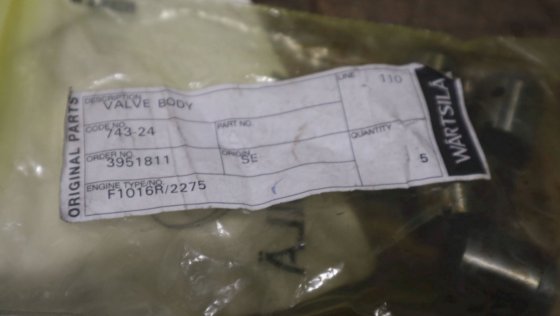 ORIGINAL PARTS
DESCRIPTION
VALVE BODY
LINE 110
CODE NO.
743-24
PART NO.
ORDER NO.
3951811
ORIGIN
SE
QUANTITY
5
ENGINE TYPE/NO.
F1016R/2275
WÄRTSILÄ